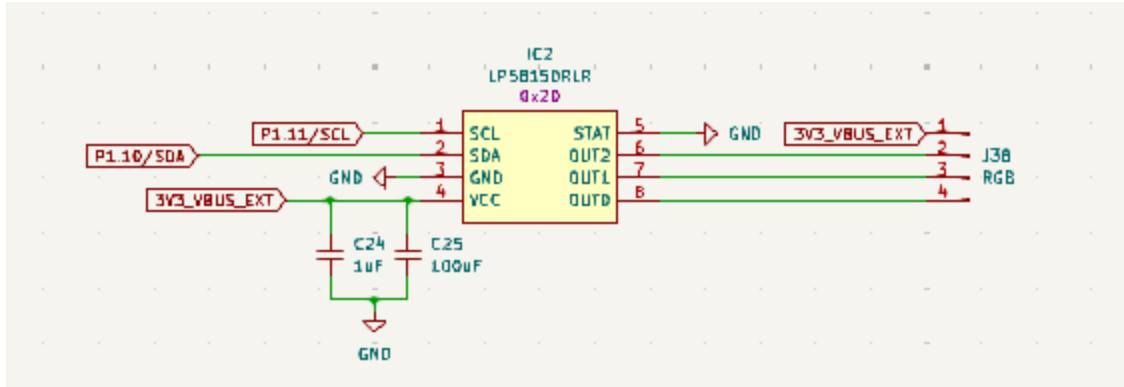 IC2
LP5815DRLR
0x2D
P1.11/SCL 1 SCL STAT 5 GND 3V3_VBUS_EXT 1
P1.10/SDA 2 SDA OUT2 6 2 J38
GND 3 GND OUT1 7 3 RGB
3V3_VBUS_EXT 4 VCC OUT0 8 4
C24 C25
1uF 100uF
GND